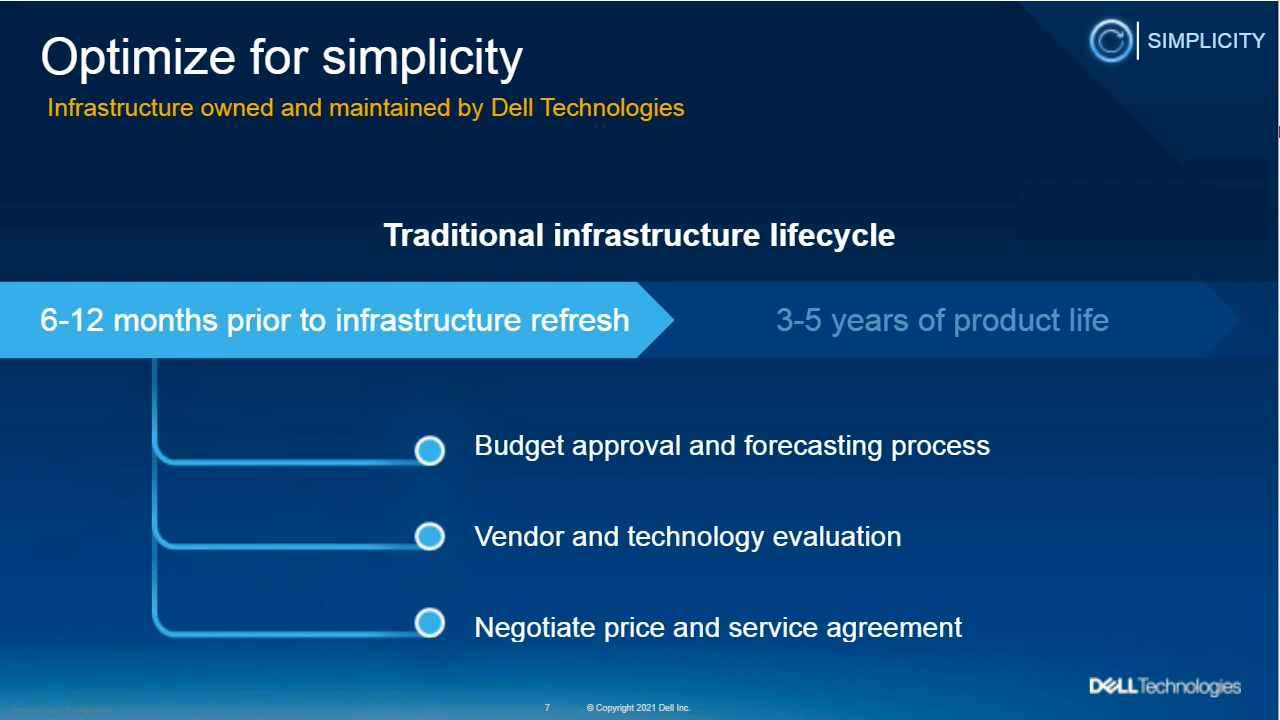 Optimize for simplicity
SIMPLICITY
Infrastructure owned and maintained by Dell Technologies
Traditional infrastructure lifecycle
6-12 months prior to infrastructure refresh
3-5 years of product life
Budget approval and forecasting process
Vendor and technology evaluation
Negotiate price and service agreement
DELL Technologies
7
© Copyright 2021 Dell Inc.